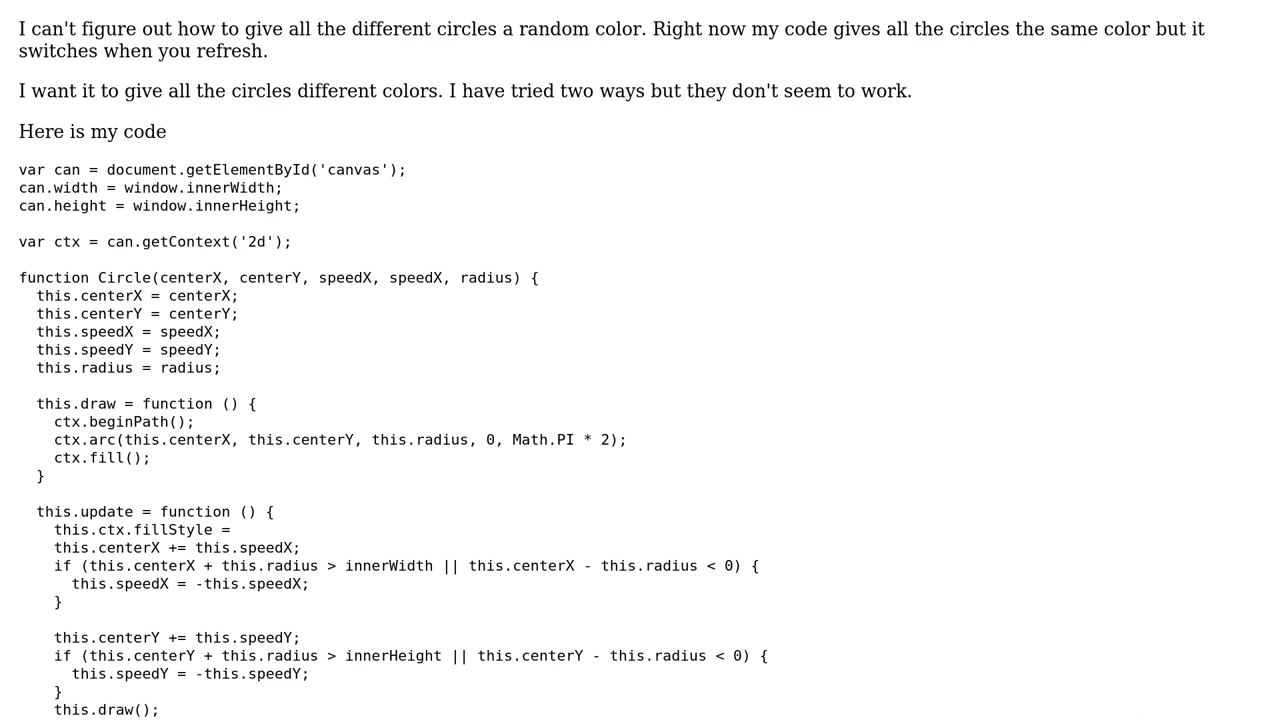 I can't figure out how to give all the different circles a random color. Right now my code gives all the circles the same color but it
switches when you refresh.
I want it to give all the circles different colors. I have tried two ways but they don't seem to work.
Here is my code
var can = document.getElementById('canvas');
can.width = window.innerWidth;
can.height = window.innerHeight;
var ctx = can.getContext('2d');
function Circle(centerX, centerY, speedX, speedX, radius) {
  this.centerX = centerX;
  this.centerY = centerY;
  this.speedX = speedX;
  this.speedY = speedY;
  this.radius = radius;
  this.draw = function () {
    ctx.beginPath();
    ctx.arc(this.centerX, this.centerY, this.radius, 0, Math.PI * 2);
    ctx.fill();
  }
  this.update = function () {
    this.ctx.fillStyle =
    this.centerX += this.speedX;
    if (this.centerX + this.radius > innerWidth || this.centerX - this.radius < 0) {
      this.speedX = -this.speedX;
    }
    this.centerY += this.speedY;
    if (this.centerY + this.radius > innerHeight || this.centerY - this.radius < 0) {
      this.speedY = -this.speedY;
    }
    this.draw();